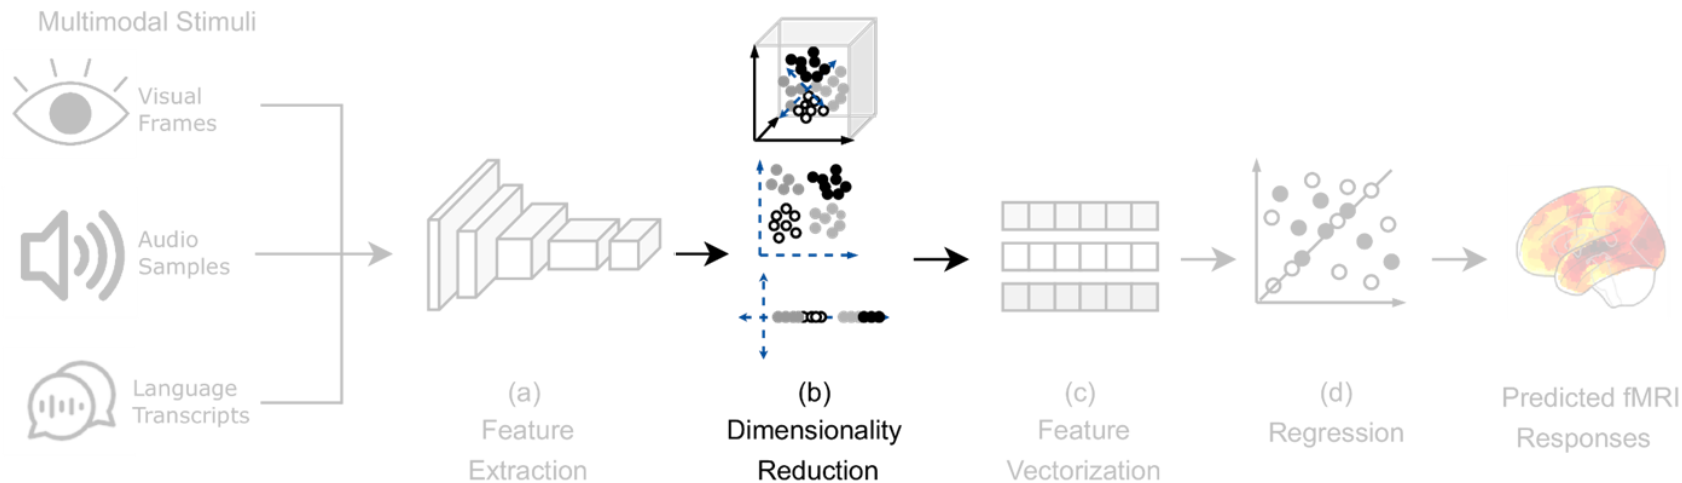 Multimodal Stimuli
Visual
Frames
Audio
Samples
Language
Transcripts
(a)
Feature
Extraction
(b)
Dimensionality
Reduction
(c)
Feature
Vectorization
(d)
Regression
Predicted fMRI
Responses